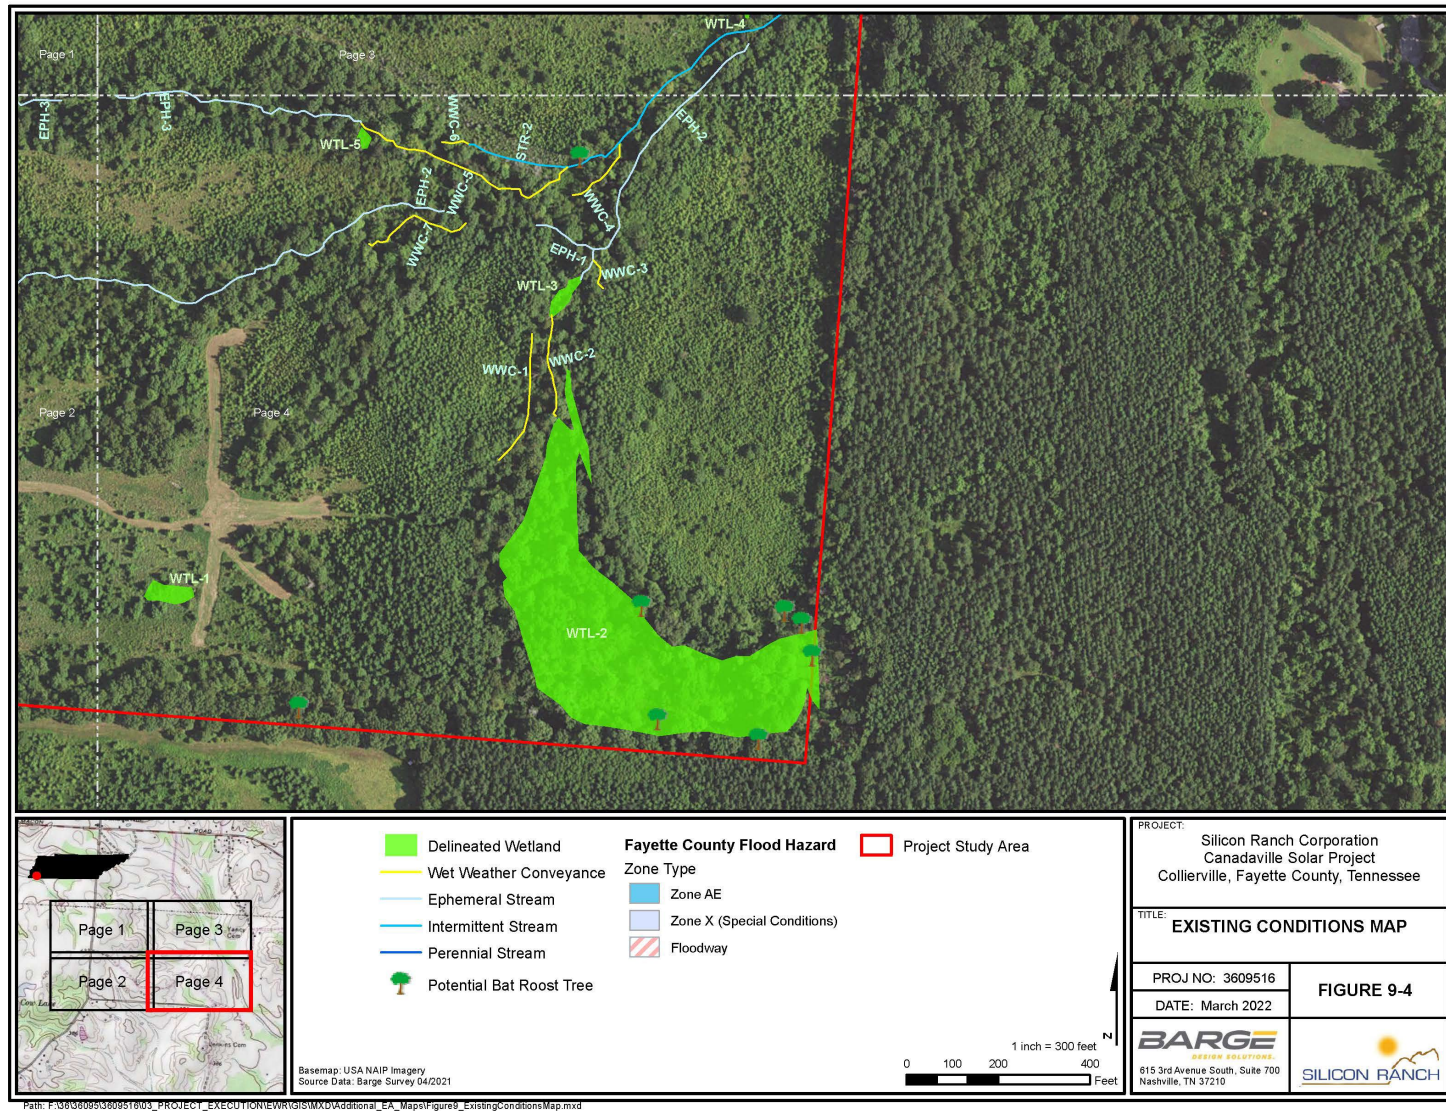 WTL-4
Page 1
Page 3
EPH-3
EPH-3
WWC-6
STR-2
EPH-2
WTL-5
EPH-2
WWC-5
WWC-4
WWC-7
EPH-1
WWC-3
WTL-3
WWC-2
WWC-1
Page 2
Page 4
WTL-1
WTL-2
ROAD
Page 1
Page 3
Yancy
Cem
Page 2
Page 4
Cow Lake
Cem
Delineated Wetland
Wet Weather Conveyance
Ephemeral Stream
Intermittent Stream
Perennial Stream
Potential Bat Roost Tree
Fayette County Flood Hazard
Zone Type
Zone AE
Zone X (Special Conditions)
Floodway
Project Study Area
Basemap: USA NAIP Imagery
Source Data: Barge Survey 04/2021
N
1 inch = 300 feet
0 100 200 400
Feet
PROJECT:
Silicon Ranch Corporation
Canadaville Solar Project
Collierville, Fayette County, Tennessee
TITLE:
EXISTING CONDITIONS MAP
PROJ NO: 3609516
DATE: March 2022
FIGURE 9-4
BARGE
DESIGN SOLUTIONS.
615 3rd Avenue South, Suite 700
Nashville, TN 37210
SILICON RANCH
Path: F:\36\36095\3609516\03_PROJECT_EXECUTION\EWR\GIS\MXD\Additional_EA_Maps\Figure9_ExistingConditionsMap.mxd